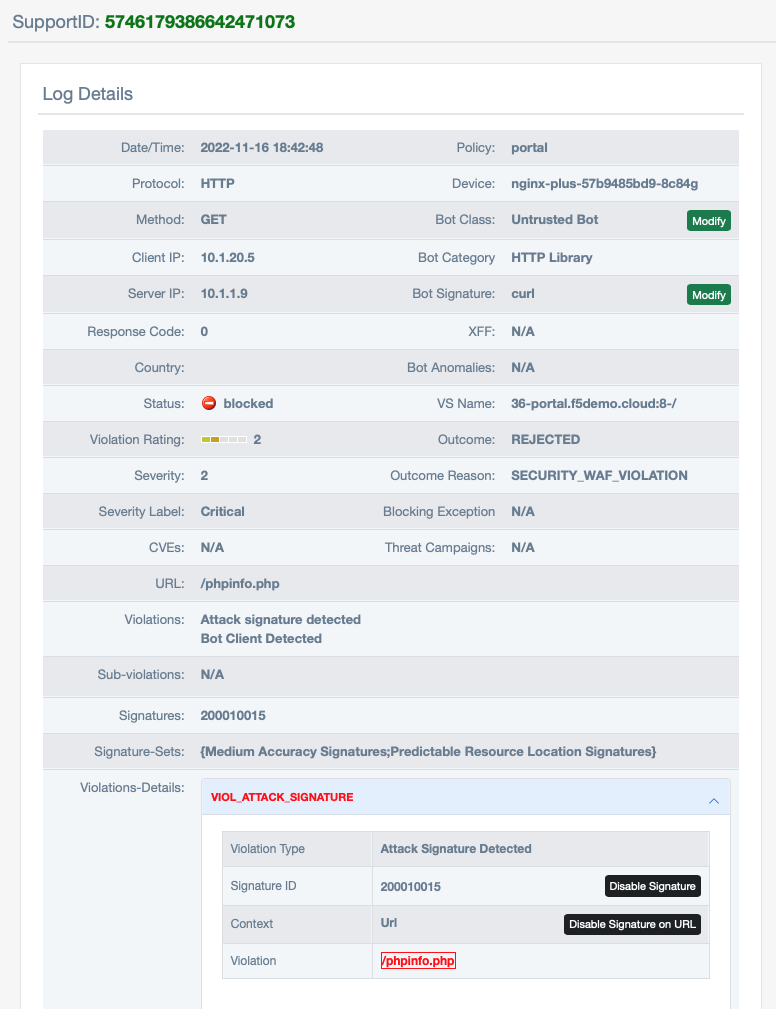 SupportID: 5746179386642471073
Log Details
Date/Time: 2022-11-16 18:42:48 Policy: portal
Protocol: HTTP Device: nginx-plus-57b9485bd9-8c84g
Method: GET Bot Class: Untrusted Bot Modify
Client IP: 10.1.20.5 Bot Category HTTP Library
Server IP: 10.1.1.9 Bot Signature: curl Modify
Response Code: 0 XFF: N/A
Country: Bot Anomalies: N/A
Status: blocked VS Name: 36-portal.f5demo.cloud:8-/
Violation Rating: 2 Outcome: REJECTED
Severity: 2 Outcome Reason: SECURITY_WAF_VIOLATION
Severity Label: Critical Blocking Exception N/A
CVEs: N/A Threat Campaigns: N/A
URL: /phpinfo.php
Violations: Attack signature detected
Bot Client Detected
Sub-violations: N/A
Signatures: 200010015
Signature-Sets: {Medium Accuracy Signatures;Predictable Resource Location Signatures}
Violations-Details: VIOL_ATTACK_SIGNATURE
Violation Type Attack Signature Detected
Signature ID 200010015 Disable Signature
Context Url Disable Signature on URL
Violation /phpinfo.php